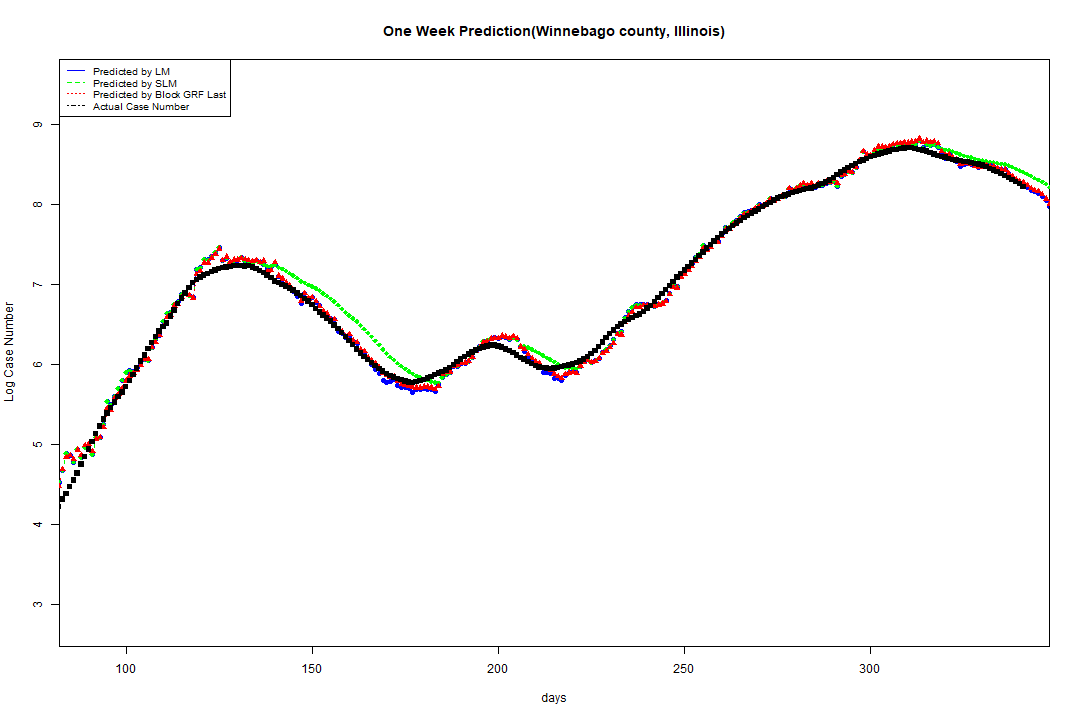 One Week Prediction(Winnebago county, Illinois)
Predicted by LM
Predicted by SLM
Predicted by Block GRF Last
Actual Case Number
9
8
7
6
5
4
3
Log Case Number
100 150 200 250 300
days